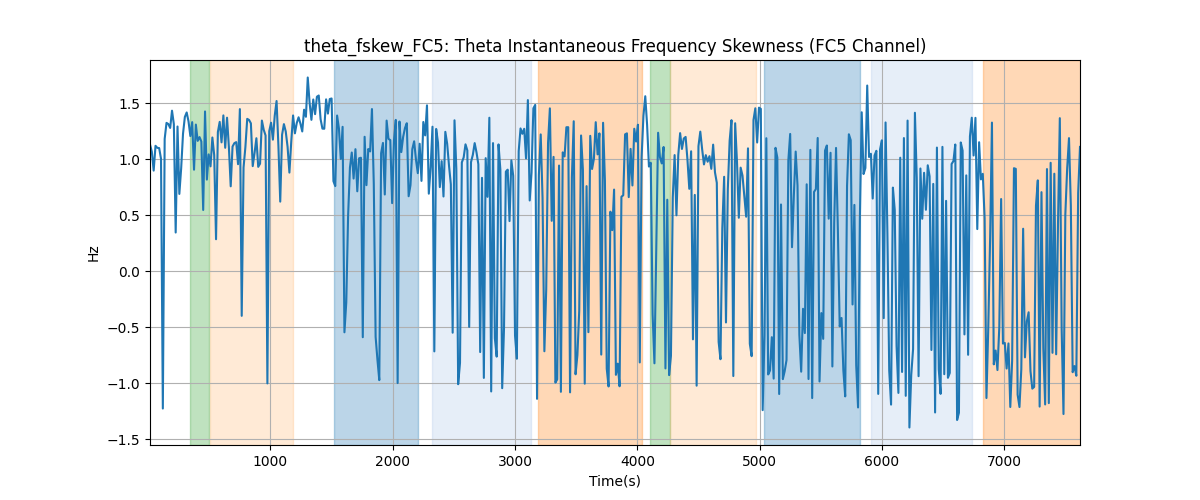 theta_fskew_FC5: Theta Instantaneous Frequency Skewness (FC5 Channel)
1.5
1.0
0.5
0.0
−0.5
−1.0
−1.5
Hz
1000 2000 3000 4000 5000 6000 7000
Time(s)